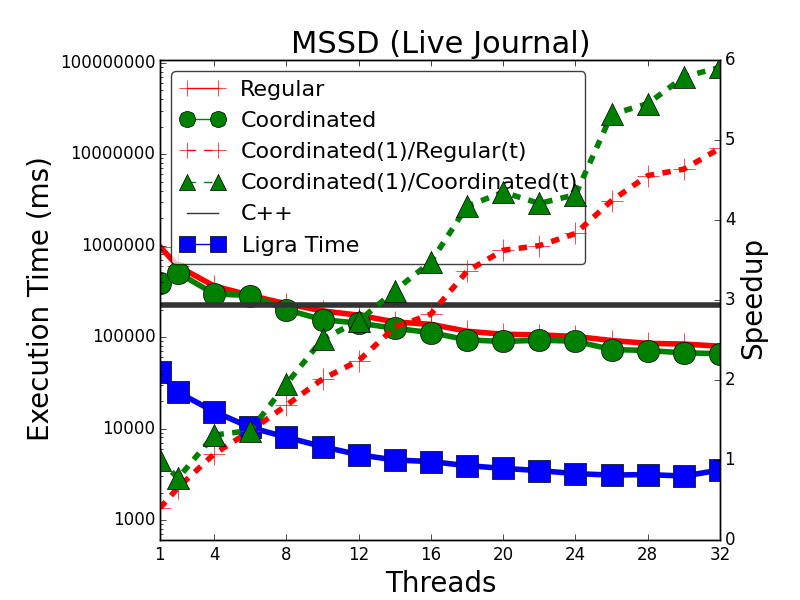 MSSD (Live Journal)
Execution Time (ms)
100000000
10000000
1000000
100000
10000
1000
Regular
Coordinated
Coordinated(1)/Regular(t)
Coordinated(1)/Coordinated(t)
C++
Ligra Time
6
5
4
3
2
1
0
Speedup
1 4 8 12 16 20 24 28 32
Threads